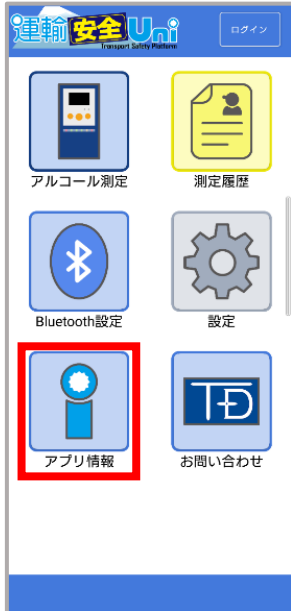 運輸安全Uni
ログイン
Transport Safety Platform
アルコール測定
測定履歴
Bluetooth設定
設定
アプリ情報
お問い合わせ